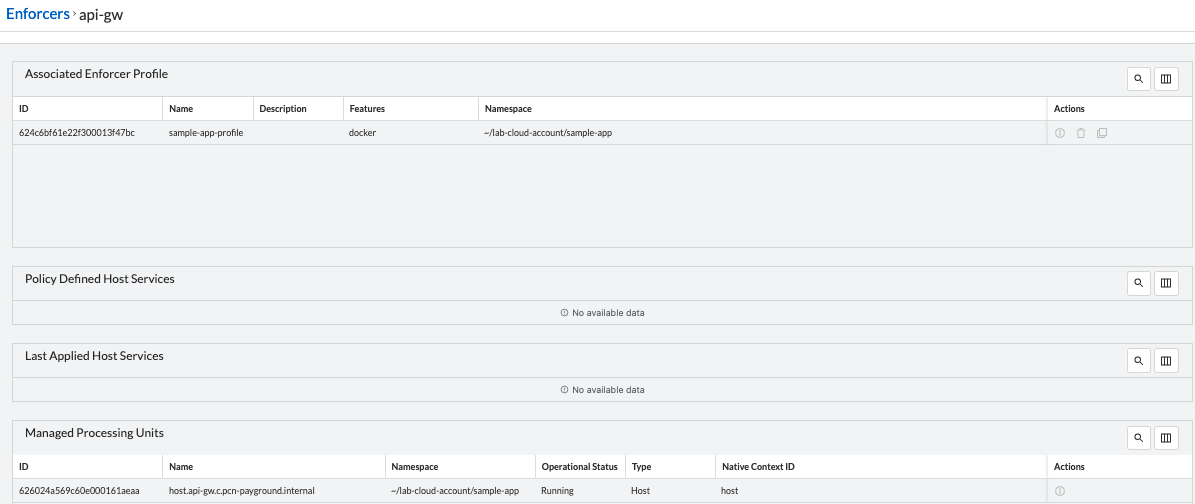 Enforcers › api-gw
Associated Enforcer Profile
ID Name Description Features Namespace Actions
624c6bf61e22f300013f47bc sample-app-profile docker ~/lab-cloud-account/sample-app
Policy Defined Host Services
No available data
Last Applied Host Services
No available data
Managed Processing Units
ID Name Namespace Operational Status Type Native Context ID Actions
626024a569c60e000161aeaa host.api-gw.c.pcn-payground.internal ~/lab-cloud-account/sample-app Running Host host